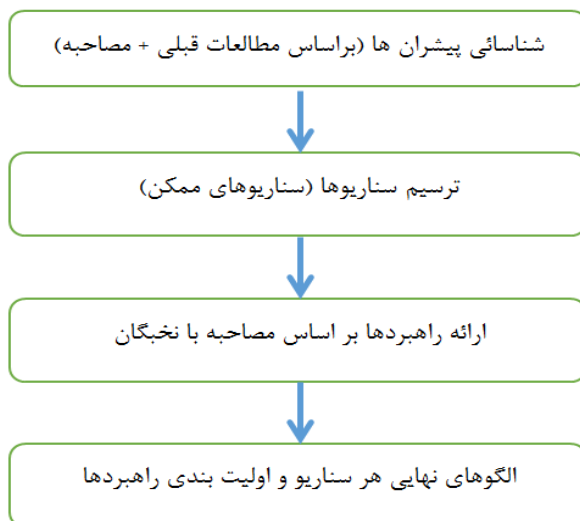 شناسائی پیشران ها (براساس مطالعات قبلی + مصاحبه)
ترسیم سناریوها (سناریوهای ممکن)
ارائه راهبردها بر اساس مصاحبه با نخبگان
الگوهای نهایی هر سناریو و اولیت بندی راهبردها